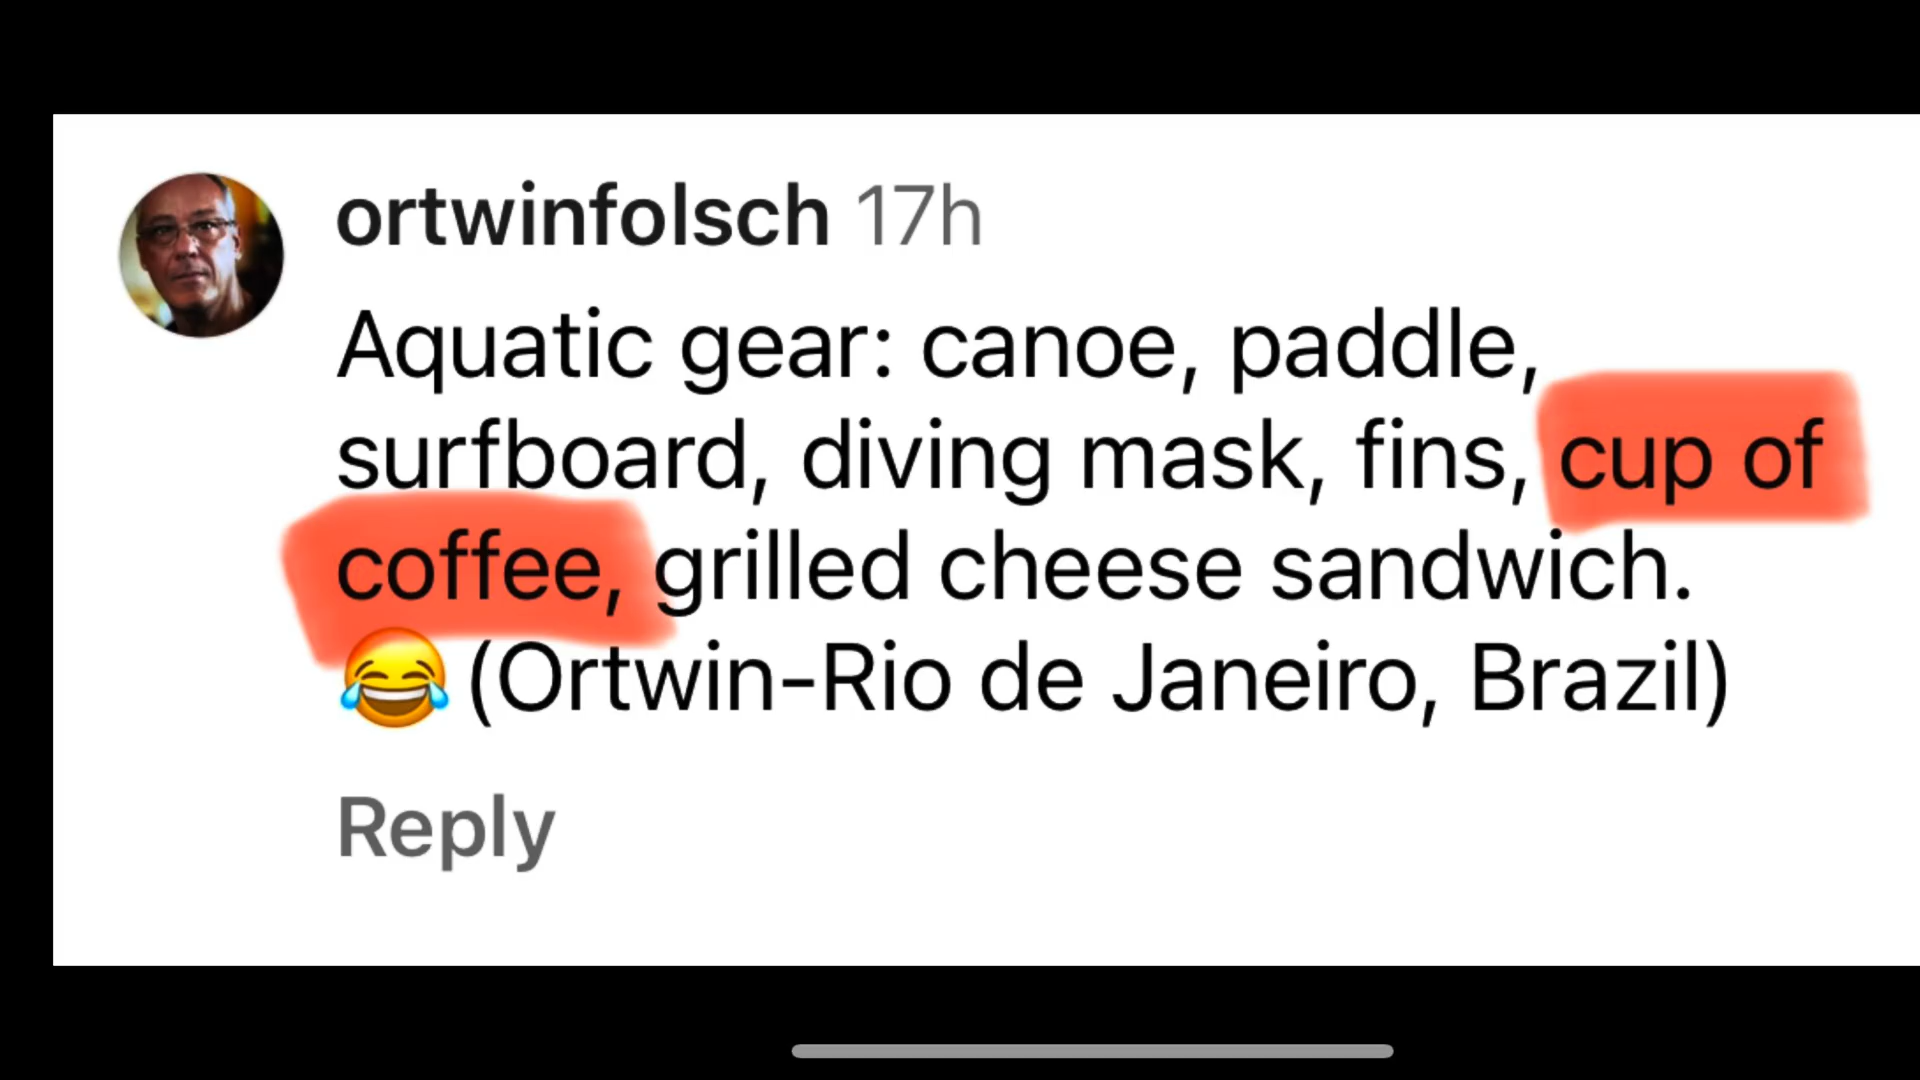 ortwinfolsch 17h
Aquatic gear: canoe, paddle,
surfboard, diving mask, fins, cup of
coffee, grilled cheese sandwich.
😂 (Ortwin-Rio de Janeiro, Brazil)
Reply